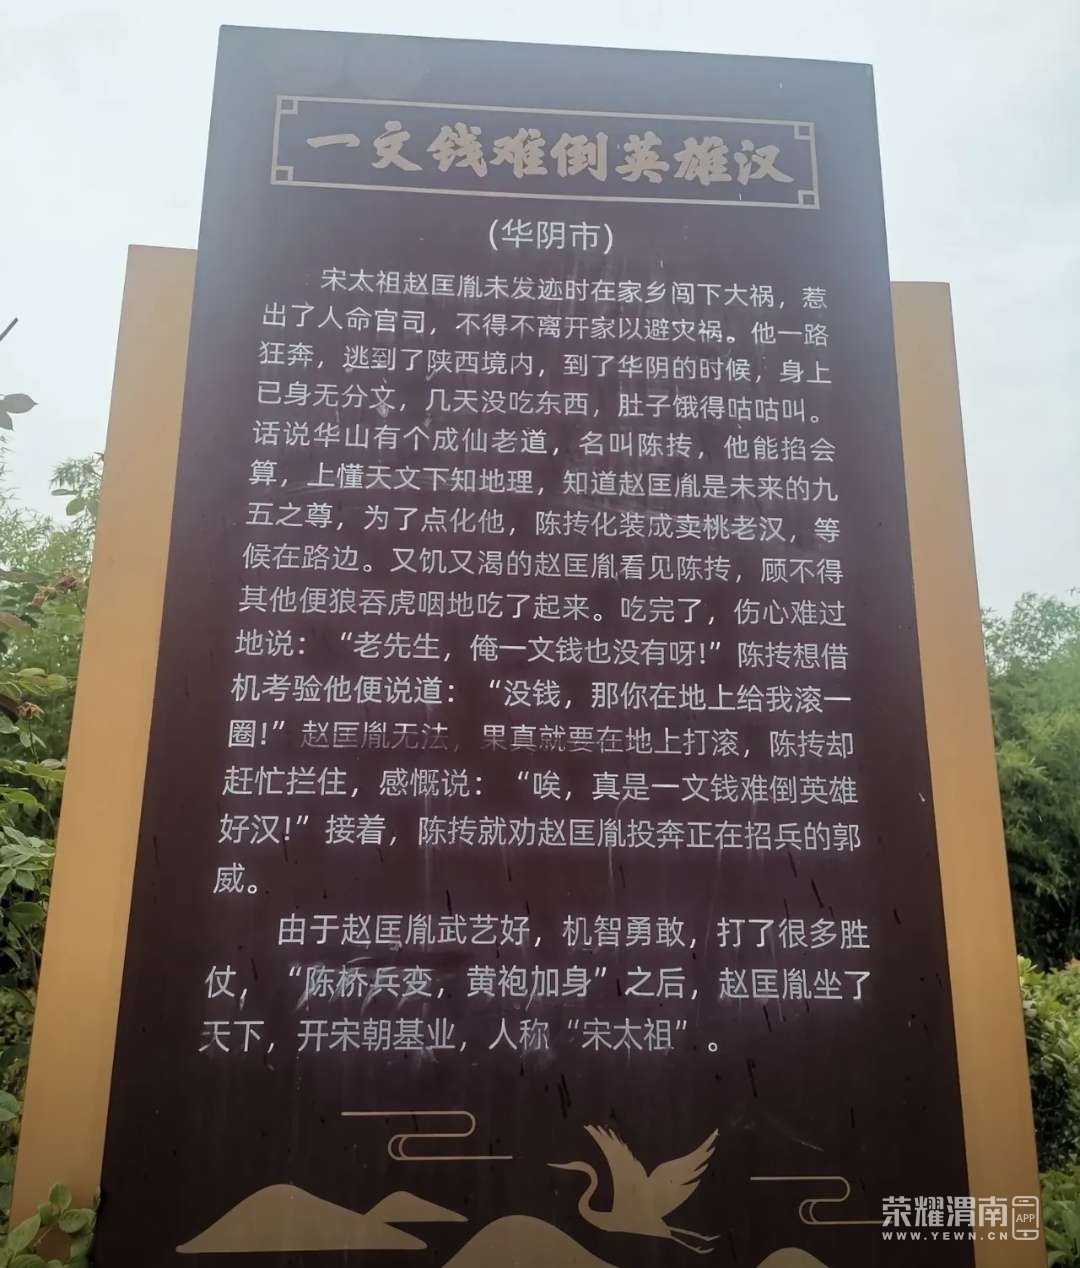 一文钱难倒英雄汉
(华阴市)
宋太祖赵匡胤未发迹时在家乡闯下大祸，惹
出了人命官司，不得不离开家以避灾祸。他一路
狂奔，逃到了陕西境内，到了华阴的时候，身上
已身无分文，几天没吃东西，肚子饿得咕咕叫。
话说华山有个成仙老道，名叫陈抟，他能掐会
算，上懂天文下知地理，知道赵匡胤是未来的九
五之尊，为了点化他，陈抟化装成卖桃老汉，等
候在路边。又饥又渴的赵匡胤看见陈抟，顾不得
其他便狼吞虎咽地吃了起来。吃完了，伤心难过
地说：“老先生，俺一文钱也没有呀!”陈抟想借
机考验他便说道：“没钱，那你在地上给我滚一
圈!”赵匡胤无法，果真就要在地上打滚，陈抟却
赶忙拦住，感慨说：“唉，真是一文钱难倒英雄
好汉!”接着，陈抟就劝赵匡胤投奔正在招兵的郭
威。
由于赵匡胤武艺好，机智勇敢，打了很多胜
仗，“陈桥兵变，黄袍加身”之后，赵匡胤坐了
天下，开宋朝基业，人称“宋太祖”。
荣耀渭南
APP
WWW.YEWN.CN